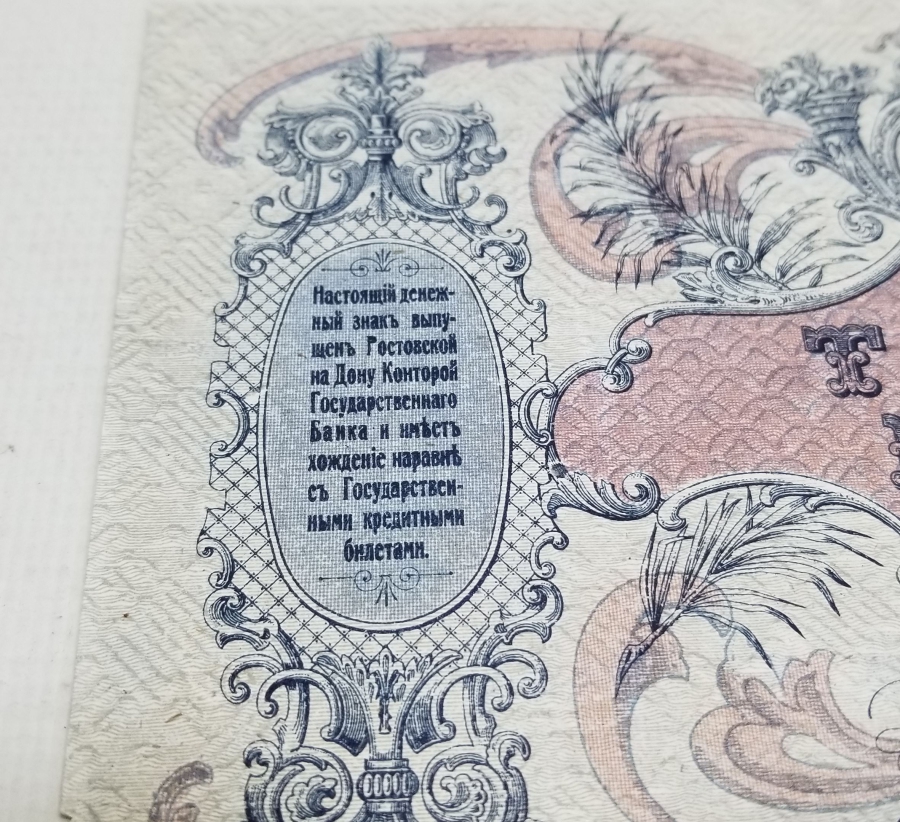 Настоящій денеж-
ный знакъ выпу-
щенъ Ростовской
на Дону Конторой
Государственнаго
Банка и имѣетъ
хожденіе наравнѣ
съ Государствен-
ными кредитными
билетами.
Т